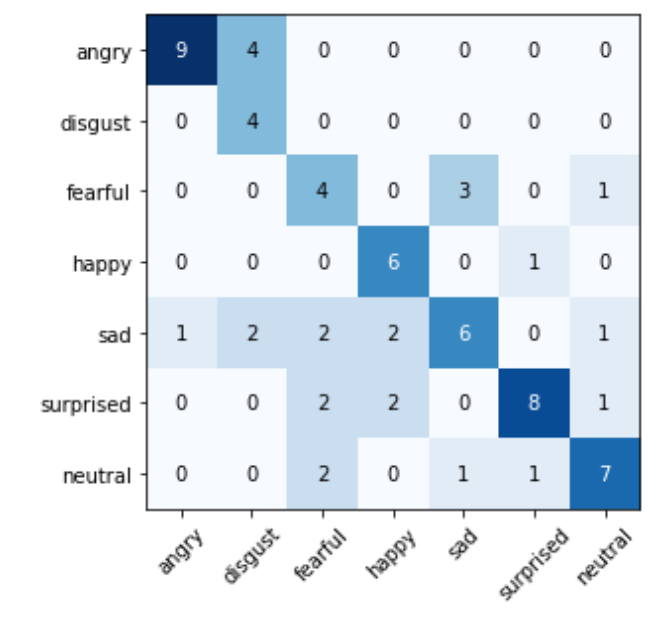 angry 9 4 0 0 0 0 0
disgust 0 4 0 0 0 0 0
fearful 0 0 4 0 3 0 1
happy 0 0 0 6 0 1 0
sad 1 2 2 2 6 0 1
surprised 0 0 2 2 0 8 1
neutral 0 0 2 0 1 1 7
angry disgust fearful happy sad surprised neutral